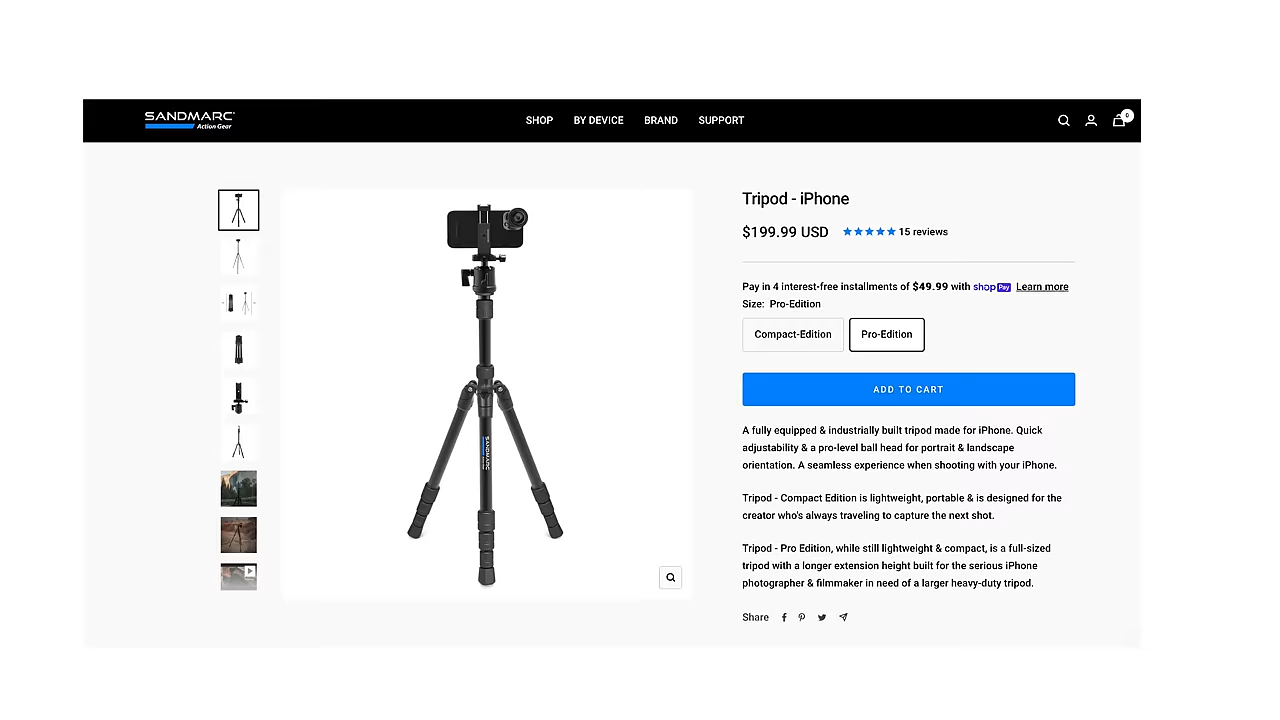 SANDMARC
Action Gear
SHOP BY DEVICE BRAND SUPPORT
0
Tripod - iPhone
$199.99 USD 15 reviews
Pay in 4 interest-free installments of $49.99 with shop Pay Learn more
Size: Pro-Edition
Compact-Edition Pro-Edition
ADD TO CART
A fully equipped & industrially built tripod made for iPhone. Quick
adjustability & a pro-level ball head for portrait & landscape
orientation. A seamless experience when shooting with your iPhone.
Tripod - Compact Edition is lightweight, portable & is designed for the
creator who's always traveling to capture the next shot.
Tripod - Pro Edition, while still lightweight & compact, is a full-sized
tripod with a longer extension height built for the serious iPhone
photographer & filmmaker in need of a larger heavy-duty tripod.
Share
SANDMARC